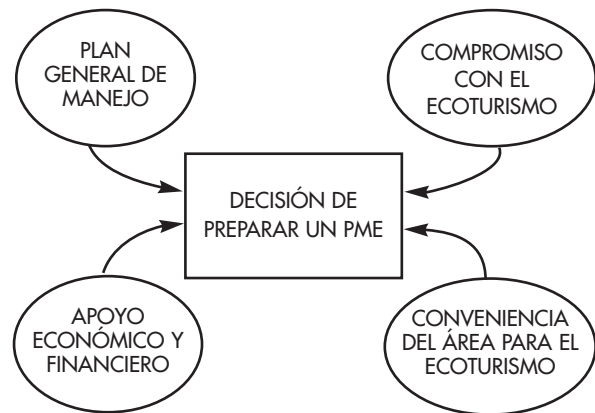 PLAN
GENERAL DE
MANEJO
COMPROMISO
CON EL
ECOTURISMO
DECISIÓN DE
PREPARAR UN PME
APOYO
ECONÓMICO Y
FINANCIERO
CONVENIENCIA
DEL ÁREA PARA EL
ECOTURISMO